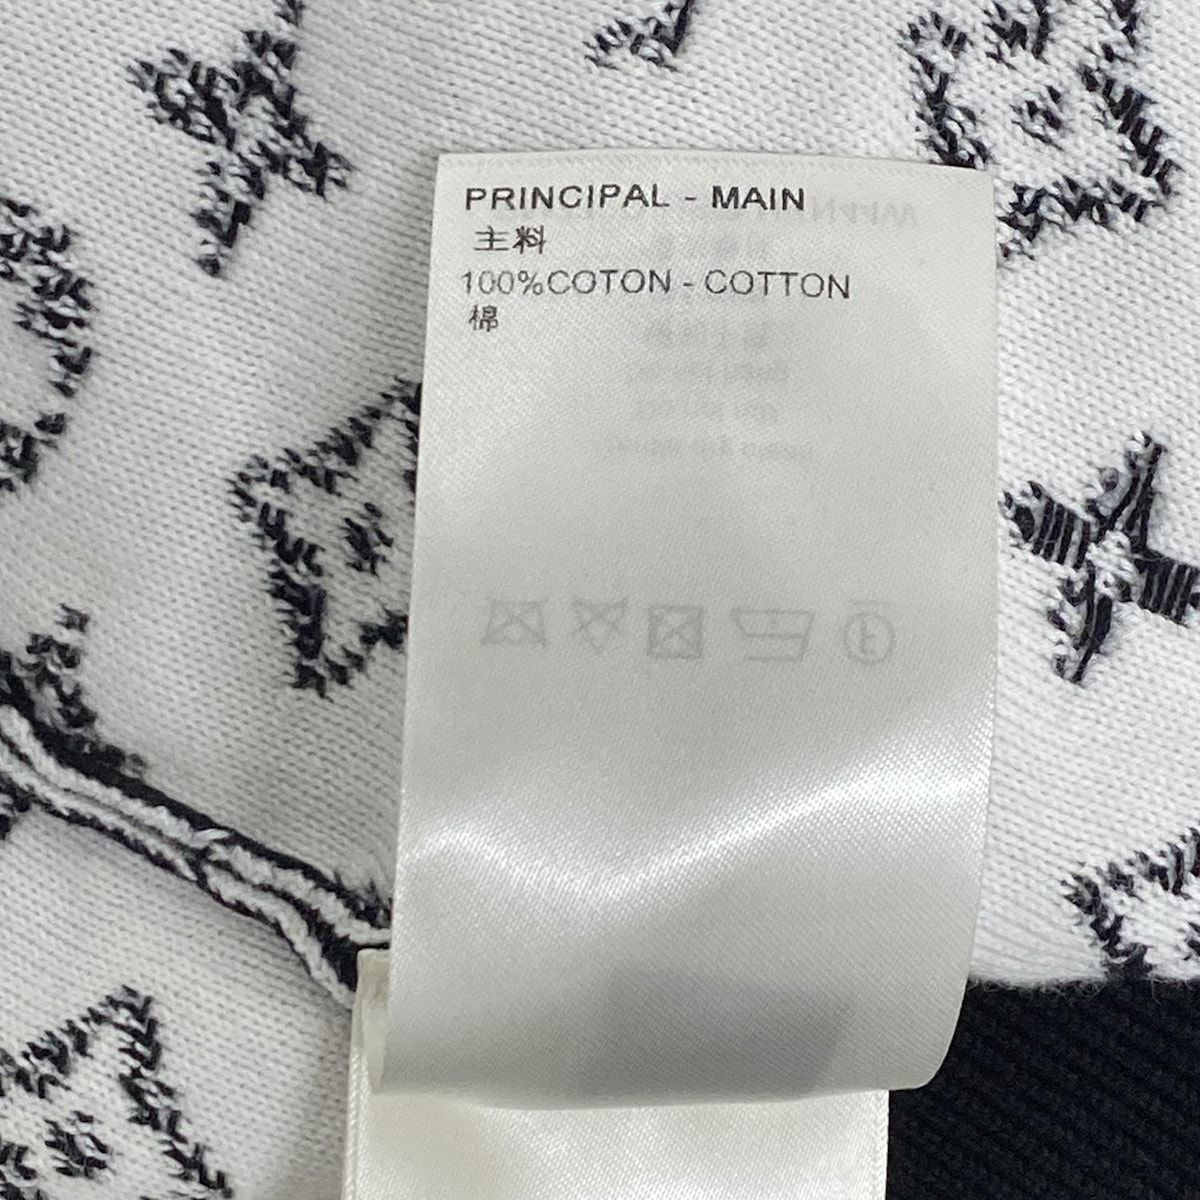 PRINCIPAL - MAIN
主料
100%COTON - COTTON
棉